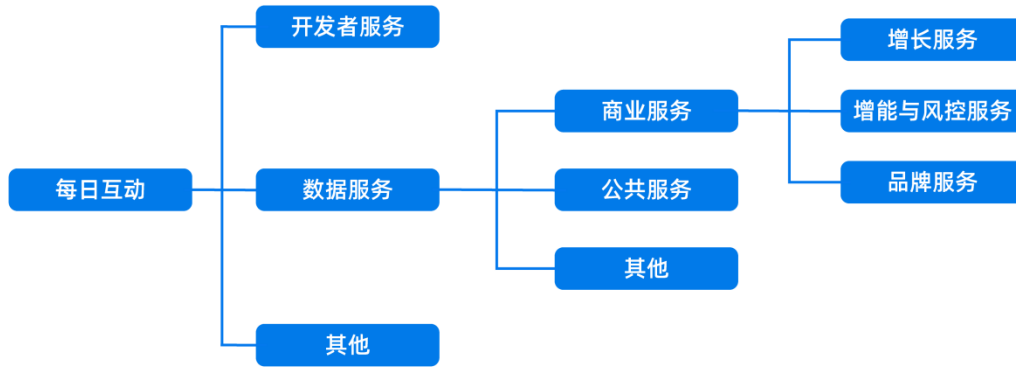 开发者服务
增长服务
商业服务
增能与风控服务
每日互动
数据服务
公共服务
品牌服务
其他
其他